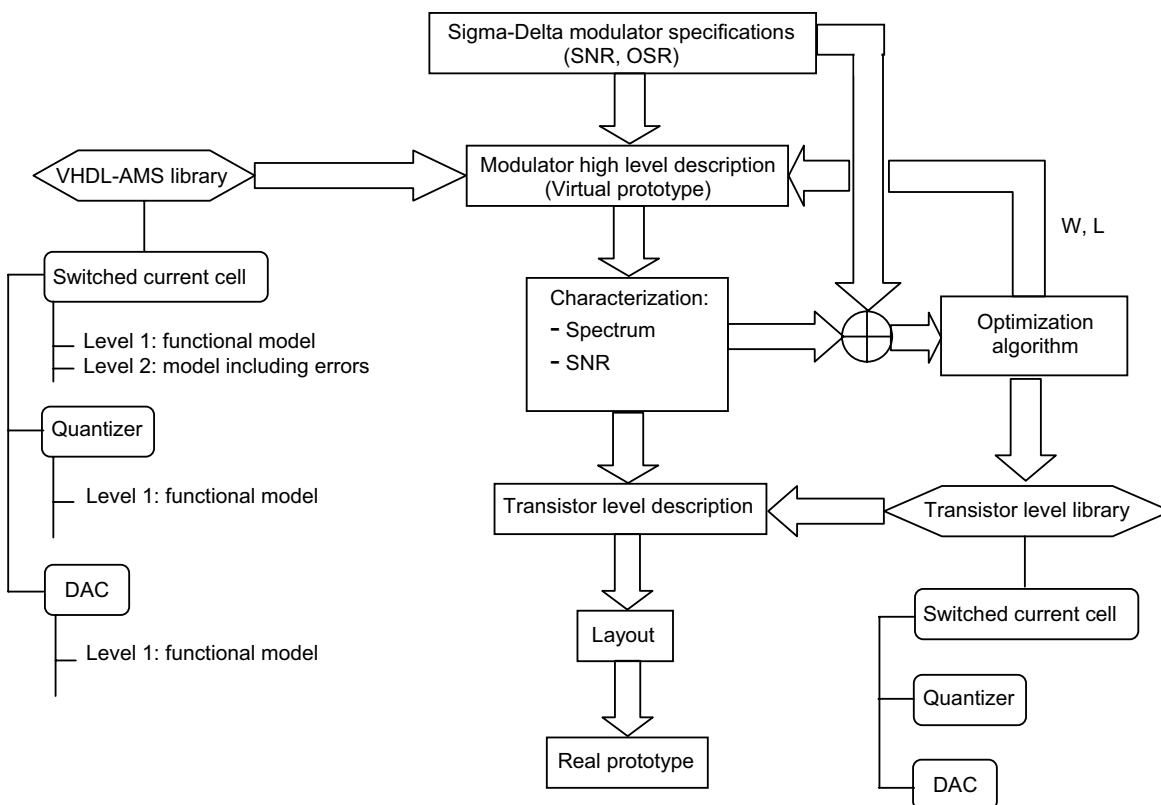 Sigma-Delta modulator specifications
(SNR, OSR)
VHDL-AMS library
Modulator high level description
(Virtual prototype)
W, L
Switched current cell
Level 1: functional model
Level 2: model including errors
Characterization:
- Spectrum
- SNR
Optimization
algorithm
Quantizer
Level 1: functional model
Transistor level description
Transistor level library
DAC
Level 1: functional model
Layout
Switched current cell
Quantizer
Real prototype
DAC